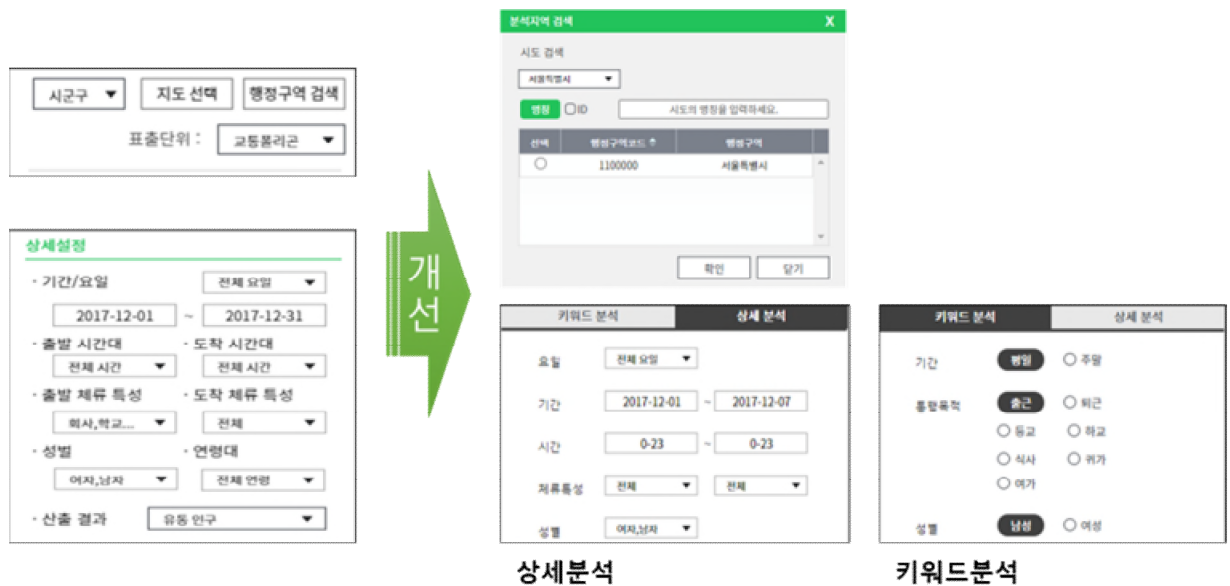 시군구 지도 선택 행정구역 검색
표출단위 : 교통폴리곤
상세설정
· 기간/요일 전체 요일
2017-12-01 ~ 2017-12-31
· 출발 시간대 · 도착 시간대
전체 시간 전체 시간
· 출발 체류 특성 · 도착 체류 특성
회사,학교... 전체
· 성별 · 연령대
여자,남자 전체 연령
· 산출 결과 유동 인구
개선
분석지역 검색 X
시도 검색
서울특별시
명칭 ID 시도의 명칭을 입력하세요.
선택 행정구역코드 행정구역
1100000 서울특별시
확인 닫기
키워드 분석 상세 분석
요일 전체 요일
기간 2017-12-01 ~ 2017-12-07
시간 0-23 ~ 0-23
체류특성 전체 전체
성별 여자,남자
상세분석
키워드 분석 상세 분석
기간 평일 주말
통행목적 출근 퇴근
등교 하교
식사 귀가
여가
성별 남성 여성
키워드분석